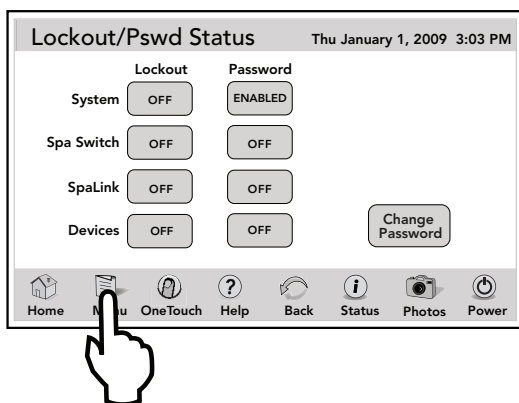 Lockout/Pswd Status Thu January 1, 2009 3:03 PM
Lockout Password
System OFF ENABLED
Spa Switch OFF OFF
SpaLink OFF OFF
Devices OFF OFF
Change
Password
Home Menu OneTouch Help Back Status Photos Power